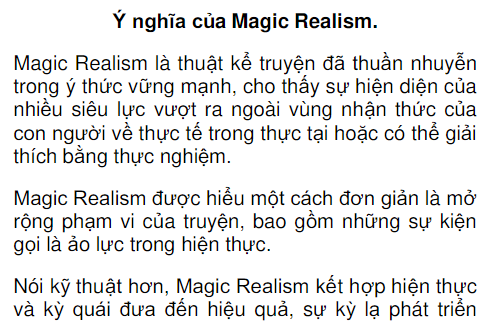 Ý nghĩa của Magic Realism.
Magic Realism là thuật kể truyện đã thuần nhuyễn
trong ý thức vững mạnh, cho thấy sự hiện diện của
nhiều siêu lực vượt ra ngoài vùng nhận thức của
con người về thực tế trong thực tại hoặc có thể giải
thích bằng thực nghiệm.
Magic Realism được hiểu một cách đơn giản là mở
rộng phạm vi của truyện, bao gồm những sự kiện
gọi là ảo lực trong hiện thực.
Nói kỹ thuật hơn, Magic Realism kết hợp hiện thực
và kỳ quái đưa đến hiệu quả, sự kỳ lạ phát triển